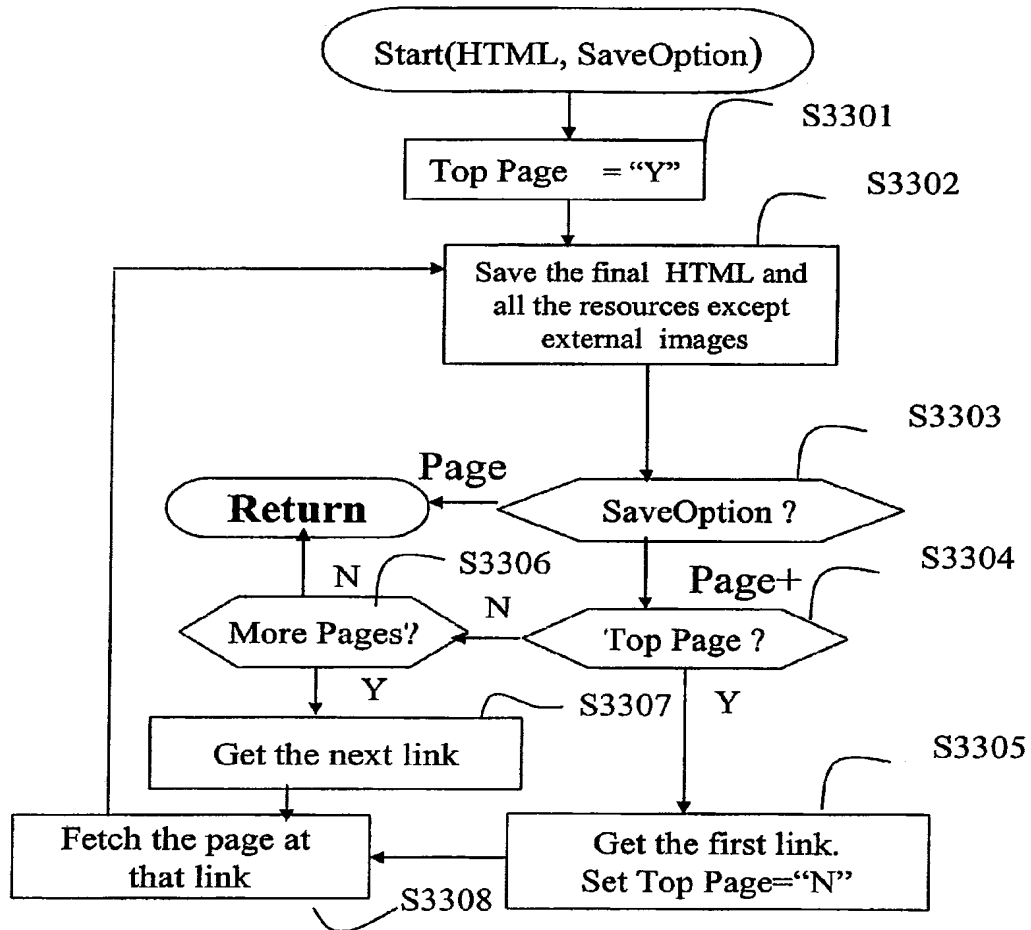 Start(HTML, SaveOption)
S3301
Top Page = “Y”
S3302
Save the final HTML and
all the resources except
external images
S3303
Page
Return
SaveOption ?
S3304
S3306
N
Page+
N
More Pages?
Top Page ?
Y
S3307
Y
Get the next link
S3305
Fetch the page at
that link
Get the first link.
Set Top Page=“N”
S3308